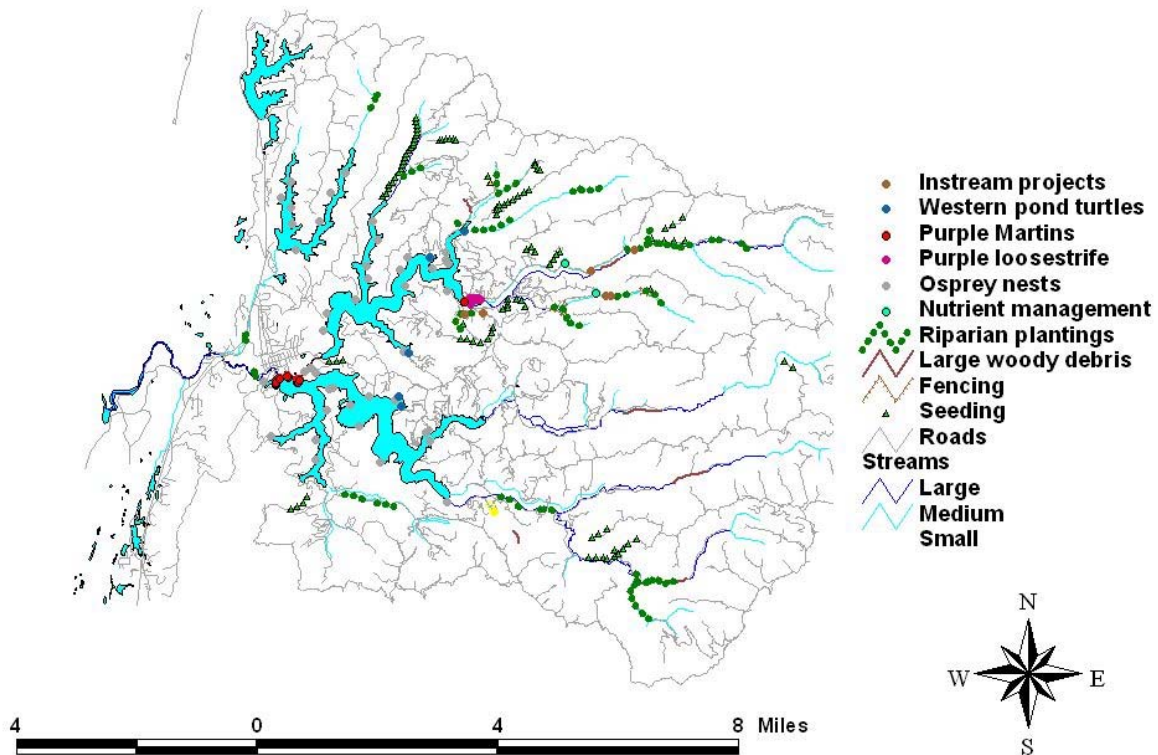 Instream projects
Western pond turtles
Purple Martins
Purple loosestrife
Osprey nests
Nutrient management
Riparian plantings
Large woody debris
Fencing
Seeding
Roads
Streams
Large
Medium
Small
N
W E
S
4 0 4 8 Miles